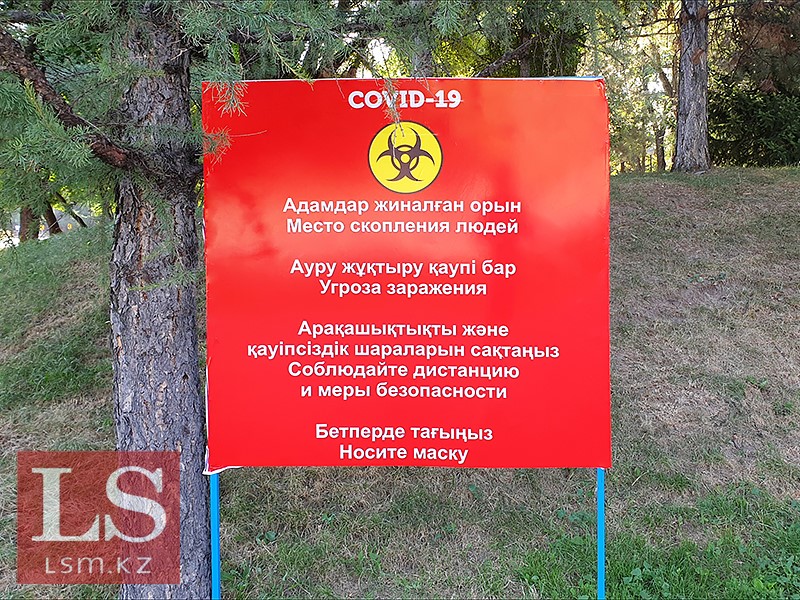 COVID-19
Адамдар жиналған орын
Место скопления людей
Ауру жұқтыру қаупі бар
Угроза заражения
Арақашықтықты және
қауіпсіздік шараларын сақтаңыз
Соблюдайте дистанцию
и меры безопасности
Бетперде тағыңыз
Носите маску
LS
LSM.KZ